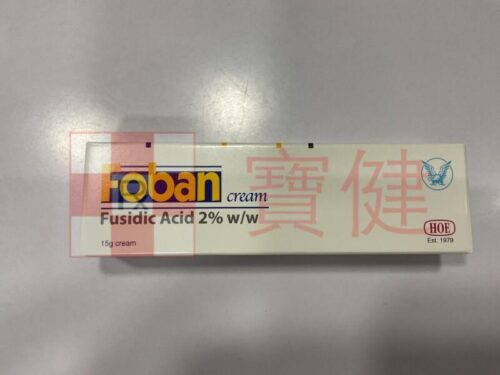 Foban cream
Fusidic Acid 2% w/w
15g cream
HOE
Est. 1979
寶健